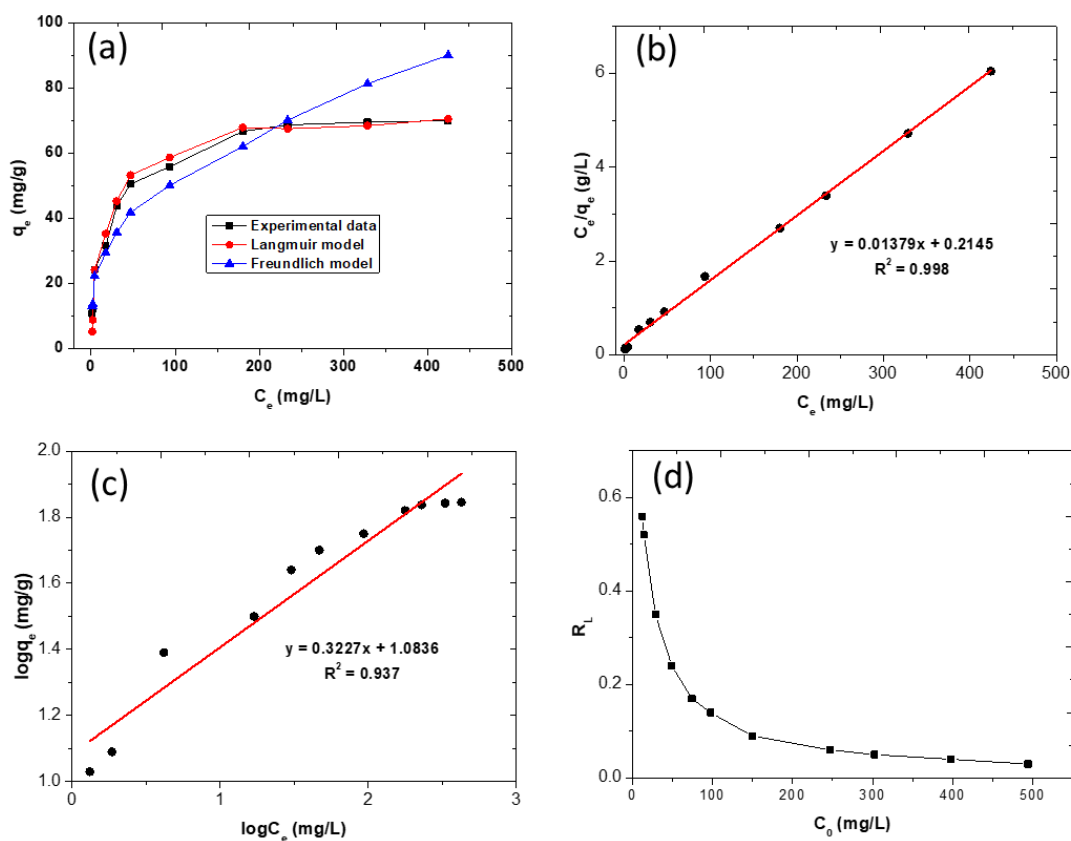 (a)
100
80
60
40
20
0
q_e (mg/g)
Experimental data
Langmuir model
Freundlich model
0 100 200 300 400 500
C_e (mg/L)
(b)
6
4
2
0
C_e/q_e (g/L)
y = 0.01379x + 0.2145
R^2 = 0.998
0 100 200 300 400 500
C_e (mg/L)
(c)
2.0
1.8
1.6
1.4
1.2
1.0
logq_e (mg/g)
y = 0.3227x + 1.0836
R^2 = 0.937
0 1 2 3
logC_e (mg/L)
(d)
0.6
0.4
0.2
0.0
R_L
0 100 200 300 400 500
C_0 (mg/L)